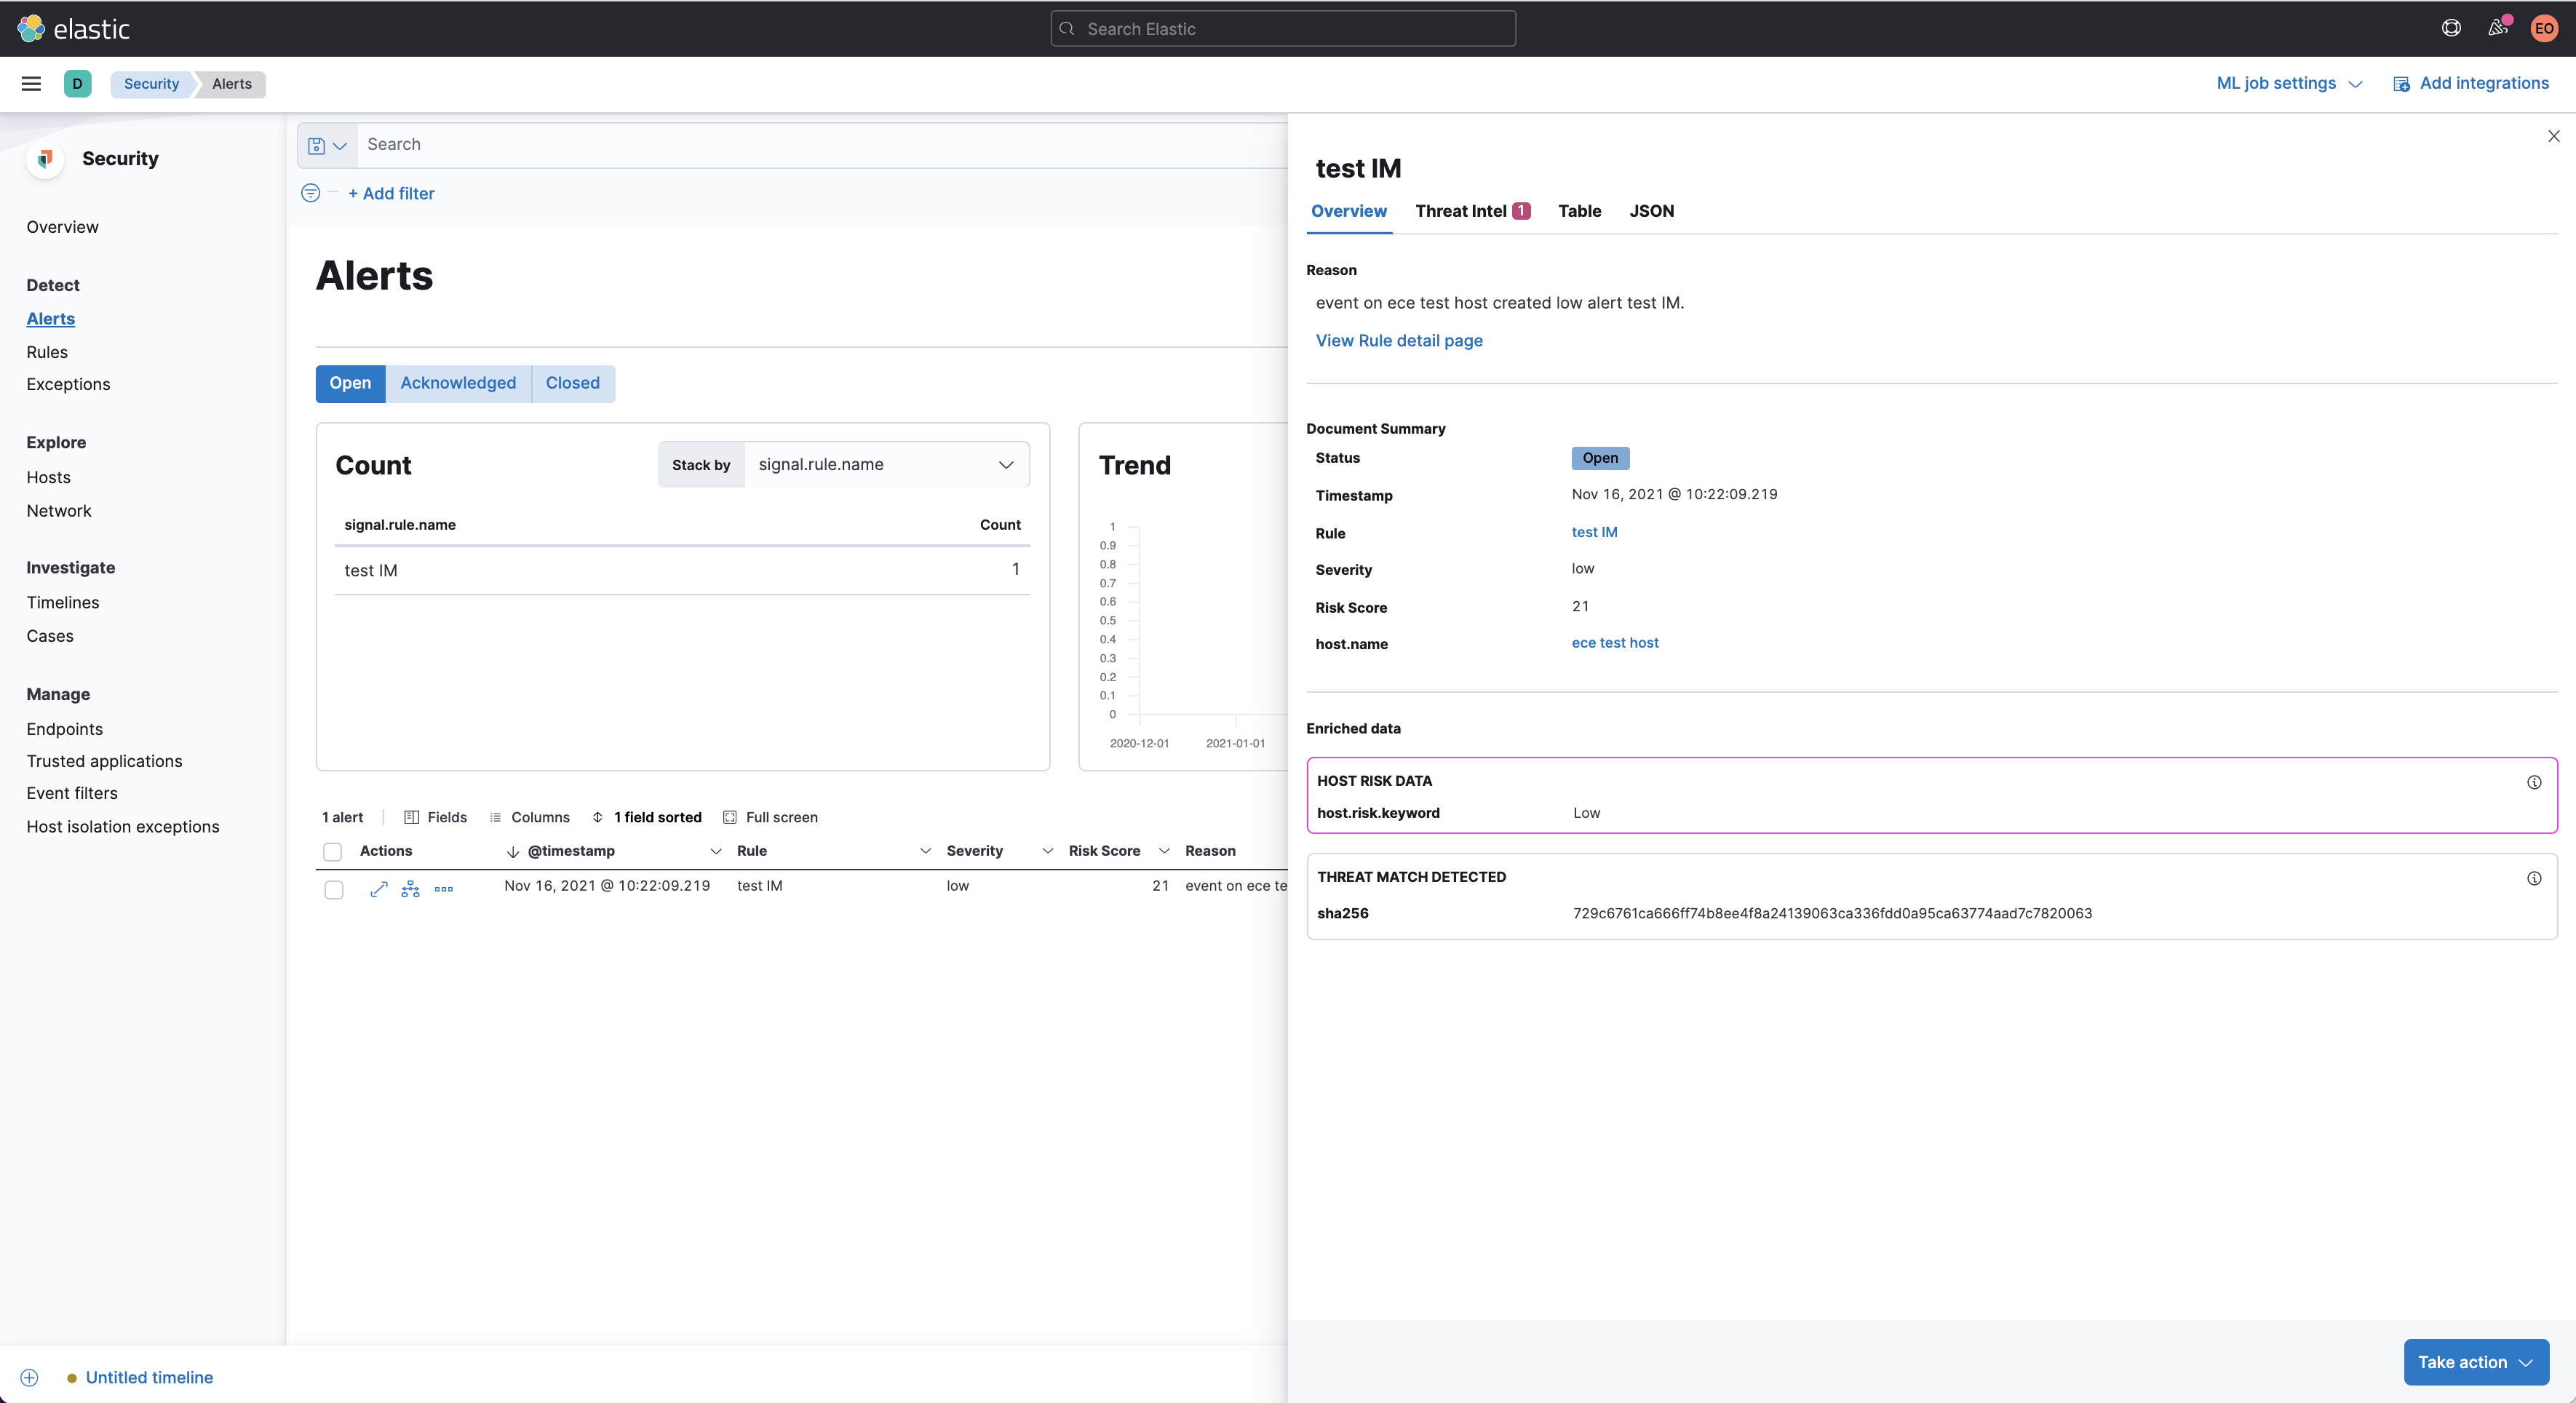 elastic
Search Elastic
EO
D
Security
Alerts
ML job settings
Add integrations
Security
Overview
Detect
Alerts
Rules
Exceptions
Explore
Hosts
Network
Investigate
Timelines
Cases
Manage
Endpoints
Trusted applications
Event filters
Host isolation exceptions
Search
+ Add filter
Alerts
Open
Acknowledged
Closed
Count
Stack by
signal.rule.name
signal.rule.name
Count
test IM
1
Trend
1
0.9
0.8
0.7
0.6
0.5
0.4
0.3
0.2
0.1
0
2020-12-01
2021-01-01
1 alert
Fields
Columns
1 field sorted
Full screen
Actions
@timestamp
Rule
Severity
Risk Score
Reason
Nov 16, 2021 @ 10:22:09.219
test IM
low
21
event on ece te
Untitled timeline
test IM
Overview
Threat Intel 1
Table
JSON
Reason
event on ece test host created low alert test IM.
View Rule detail page
Document Summary
Status
Open
Timestamp
Nov 16, 2021 @ 10:22:09.219
Rule
test IM
Severity
low
Risk Score
21
host.name
ece test host
Enriched data
HOST RISK DATA
host.risk.keyword
Low
THREAT MATCH DETECTED
sha256
729c6761ca666ff74b8ee4f8a24139063ca336fdd0a95ca63774aad7c7820063
Take action